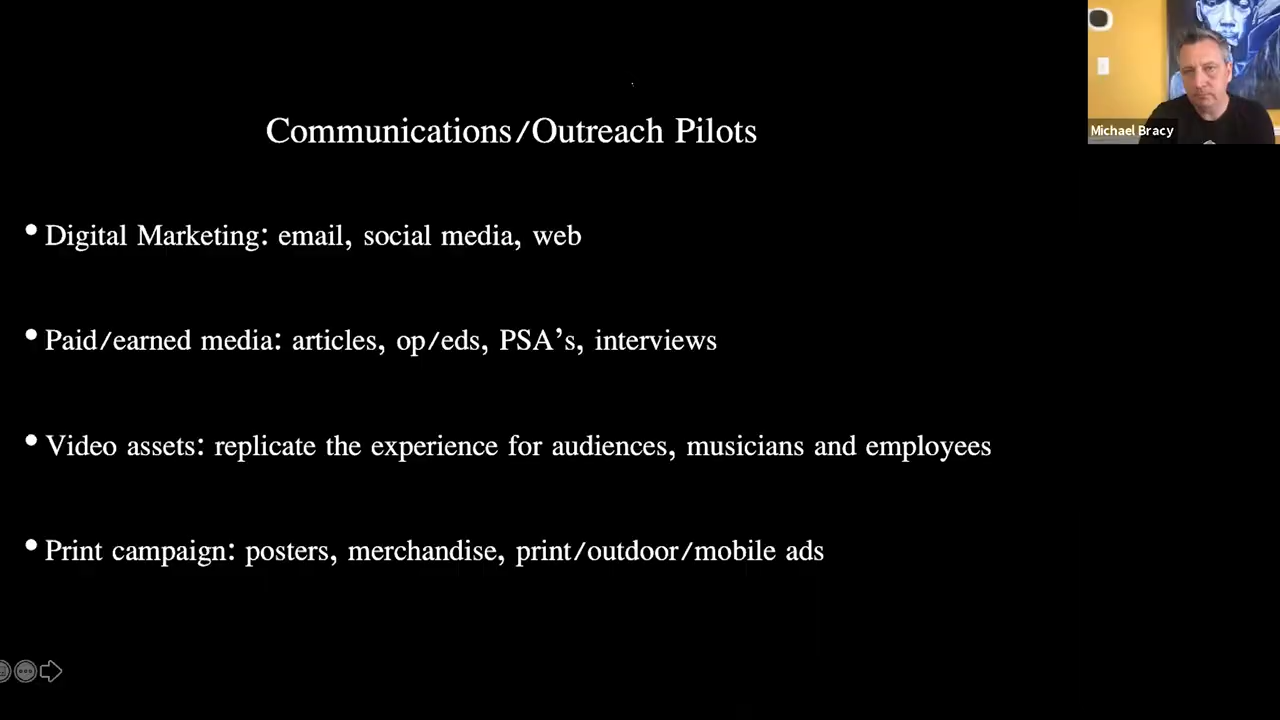 Communications/Outreach Pilots
Michael Bracy
• Digital Marketing: email, social media, web
• Paid/earned media: articles, op/eds, PSA’s, interviews
• Video assets: replicate the experience for audiences, musicians and employees
• Print campaign: posters, merchandise, print/outdoor/mobile ads